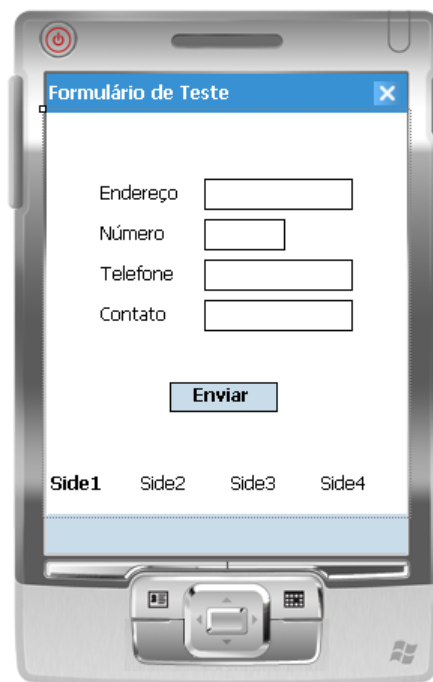 Formulário de Teste
Endereço
Número
Telefone
Contato
Enviar
Side1 Side2 Side3 Side4